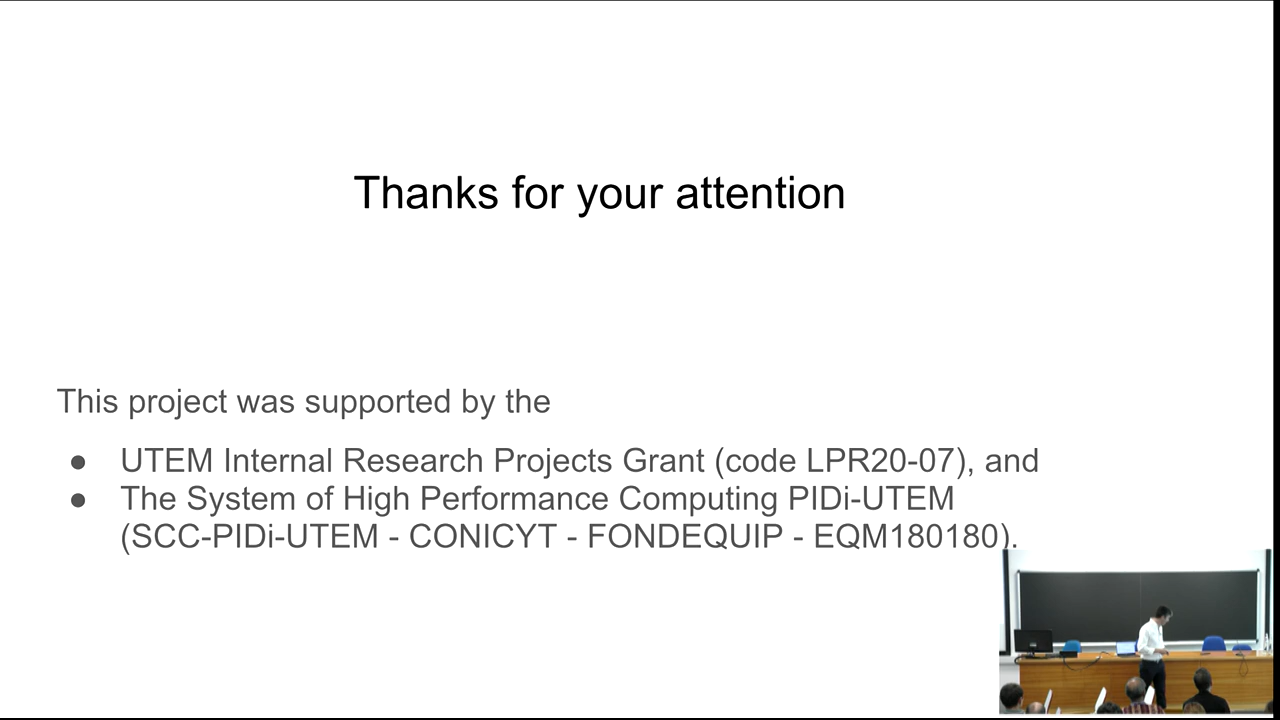 Thanks for your attention
This project was supported by the
● UTEM Internal Research Projects Grant (code LPR20-07), and
● The System of High Performance Computing PIDi-UTEM
(SCC-PIDi-UTEM - CONICYT - FONDEQUIP - EQM180180).